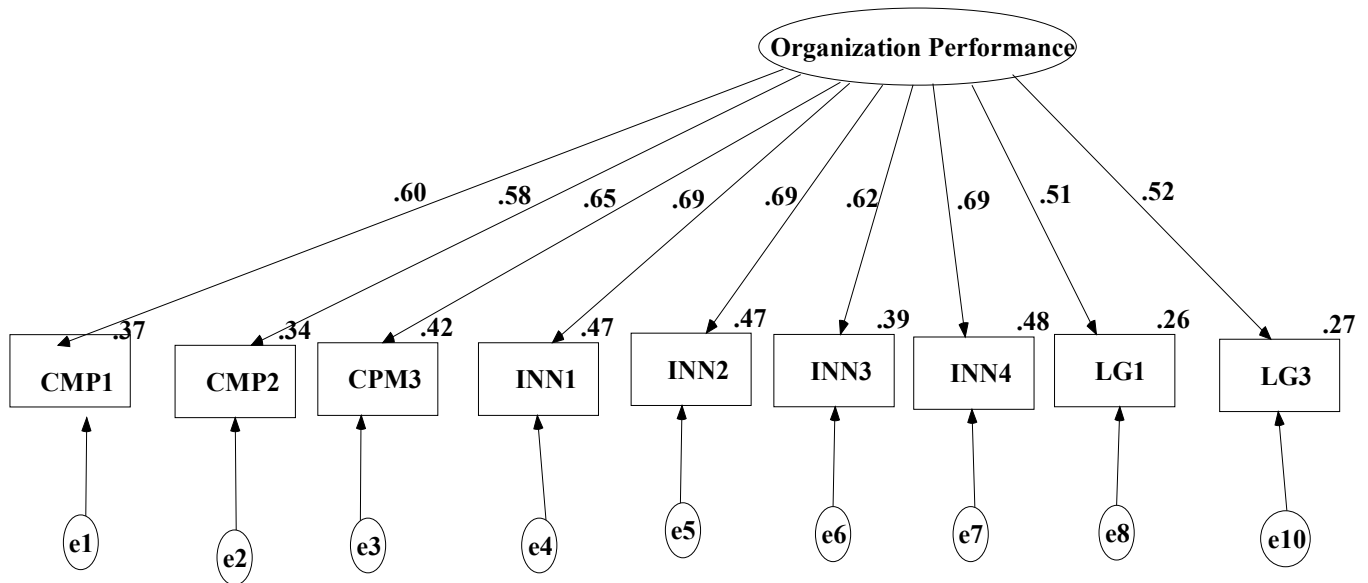 Organization Performance
.60
.58
.65
.69
.69
.62
.69
.51
.52
.37
.34
.42
.47
.47
.39
.48
.26
.27
CMP1
CMP2
CPM3
INN1
INN2
INN3
INN4
LG1
LG3
e1
e2
e3
e4
e5
e6
e7
e8
e10